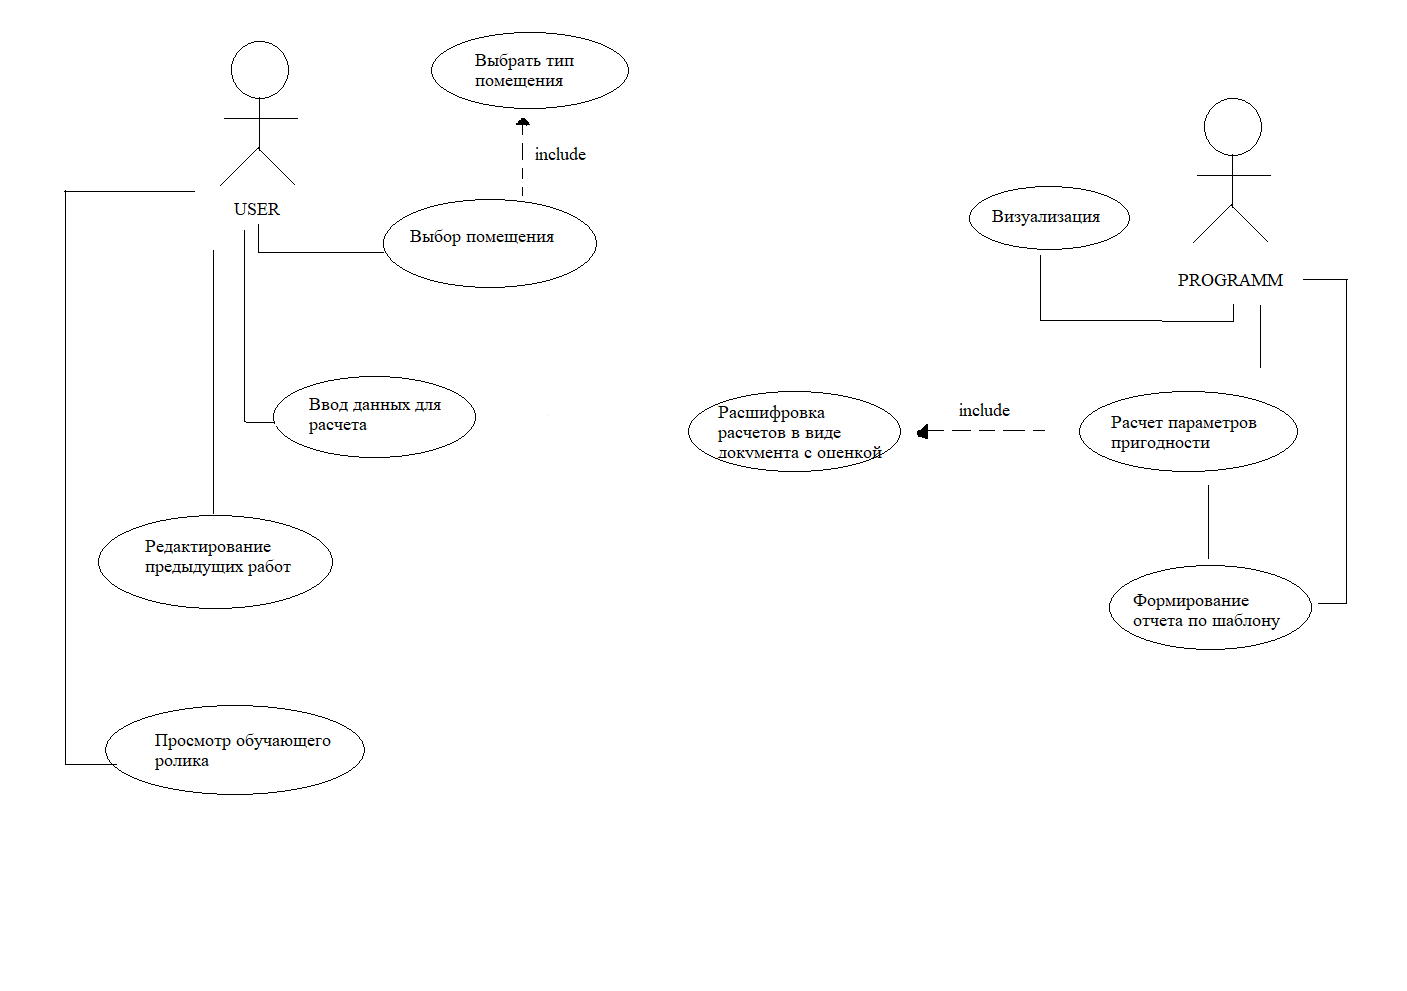 Выбрать тип
помещения
include
USER
Выбор помещения
Ввод данных для
расчета
Редактирование
предыдущих работ
Просмотр обучающего
ролика
Визуализация
PROGRAMM
include
Расшифровка
расчетов в виде
документа с оценкой
Расчет параметров
пригодности
Формирование
отчета по шаблону